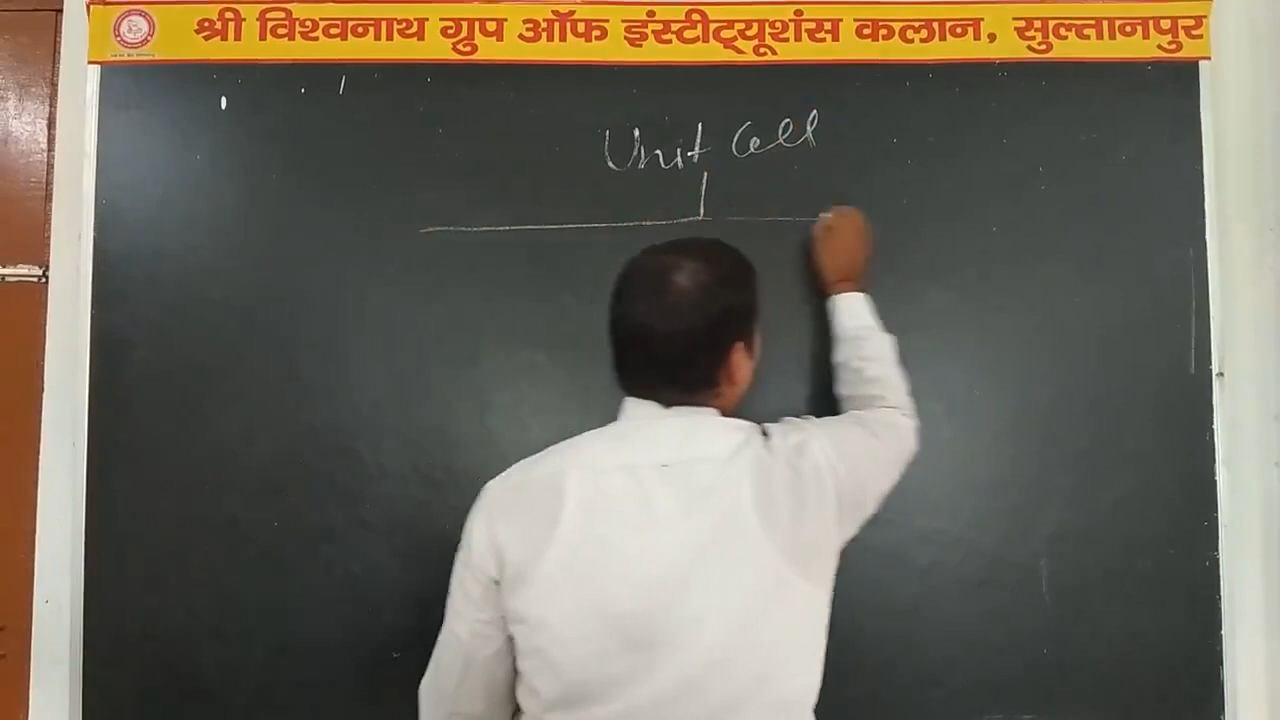 श्री विश्वनाथ ग्रुप ऑफ इंस्टीट्यूशंस कलान, सुल्तानपुर
Unit Cell